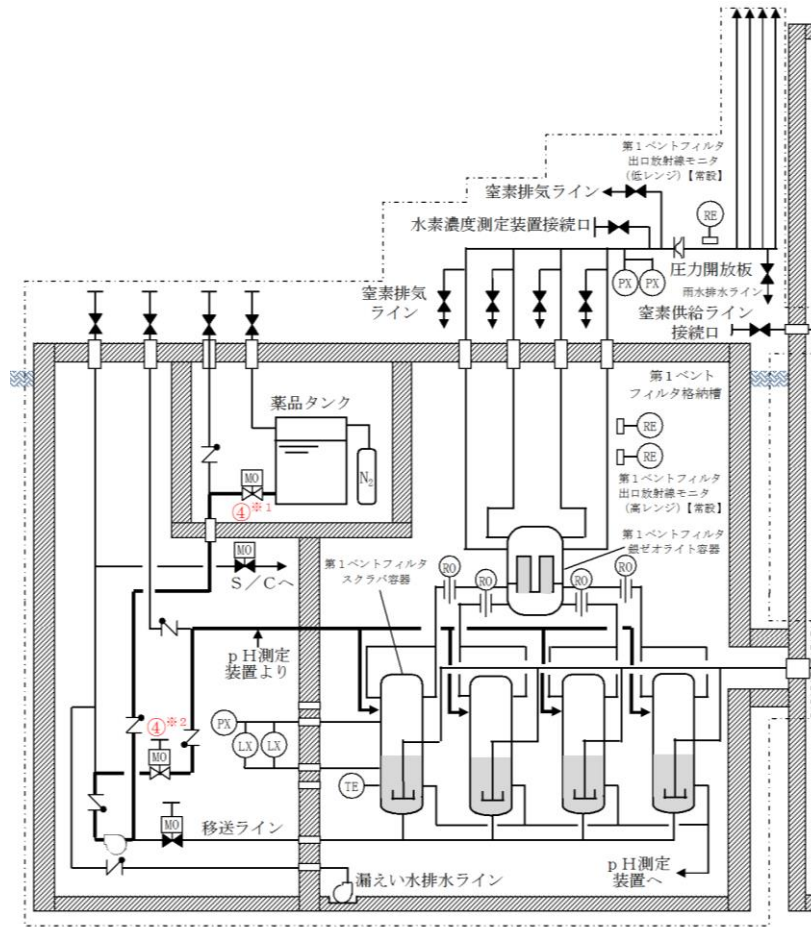 第1ベントフィルタ
出口放射線モニタ
(低レンジ)【常設】
窒素排気ライン
RE
水素濃度測定装置接続口
PX
PX
圧力開放板
窒素排気
ライン
雨水排水ライン
窒素供給ライン
接続口
第1ベント
フィルタ格納槽
薬品タンク
RE
RE
N₂
MO
④※1
第1ベントフィルタ
出口放射線モニタ
(高レンジ)【常設】
MO
S/Cへ
第1ベントフィルタ
スクラバ容器
第1ベントフィルタ
銀ゼオライト容器
RO
RO
RO
RO
pH測定
装置より
④※2
PX
LX
LX
MO
TE
MO
移送ライン
漏えい水排水ライン
pH測定
装置へ